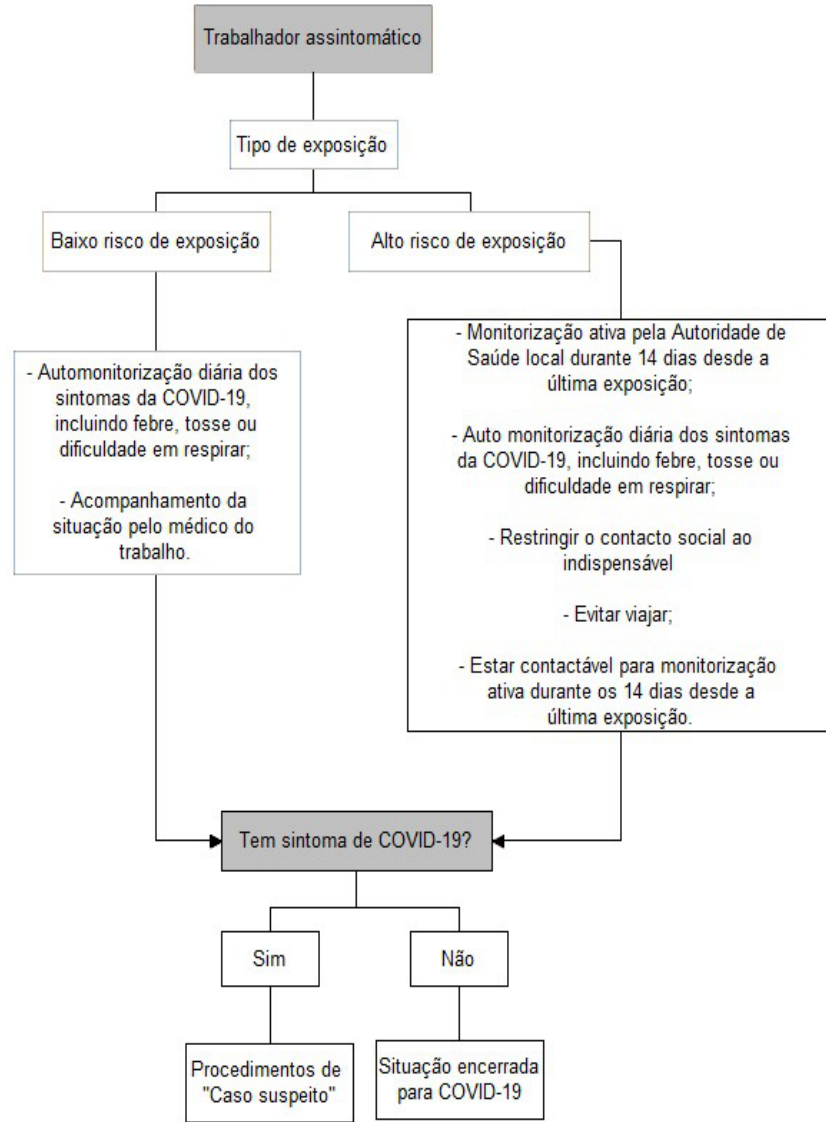 Trabalhador assintomático
Tipo de exposição
Baixo risco de exposição
Alto risco de exposição
- Automonitorização diária dos
sintomas da COVID-19,
incluindo febre, tosse ou
dificuldade em respirar;
- Acompanhamento da
situação pelo médico do
trabalho.
- Monitorização ativa pela Autoridade de
Saúde local durante 14 dias desde a
última exposição;
- Auto monitorização diária dos sintomas
da COVID-19, incluindo febre, tosse ou
dificuldade em respirar;
- Restringir o contacto social ao
indispensável
- Evitar viajar;
- Estar contactável para monitorização
ativa durante os 14 dias desde a
última exposição.
Tem sintoma de COVID-19?
Sim
Não
Procedimentos de
"Caso suspeito"
Situação encerrada
para COVID-19